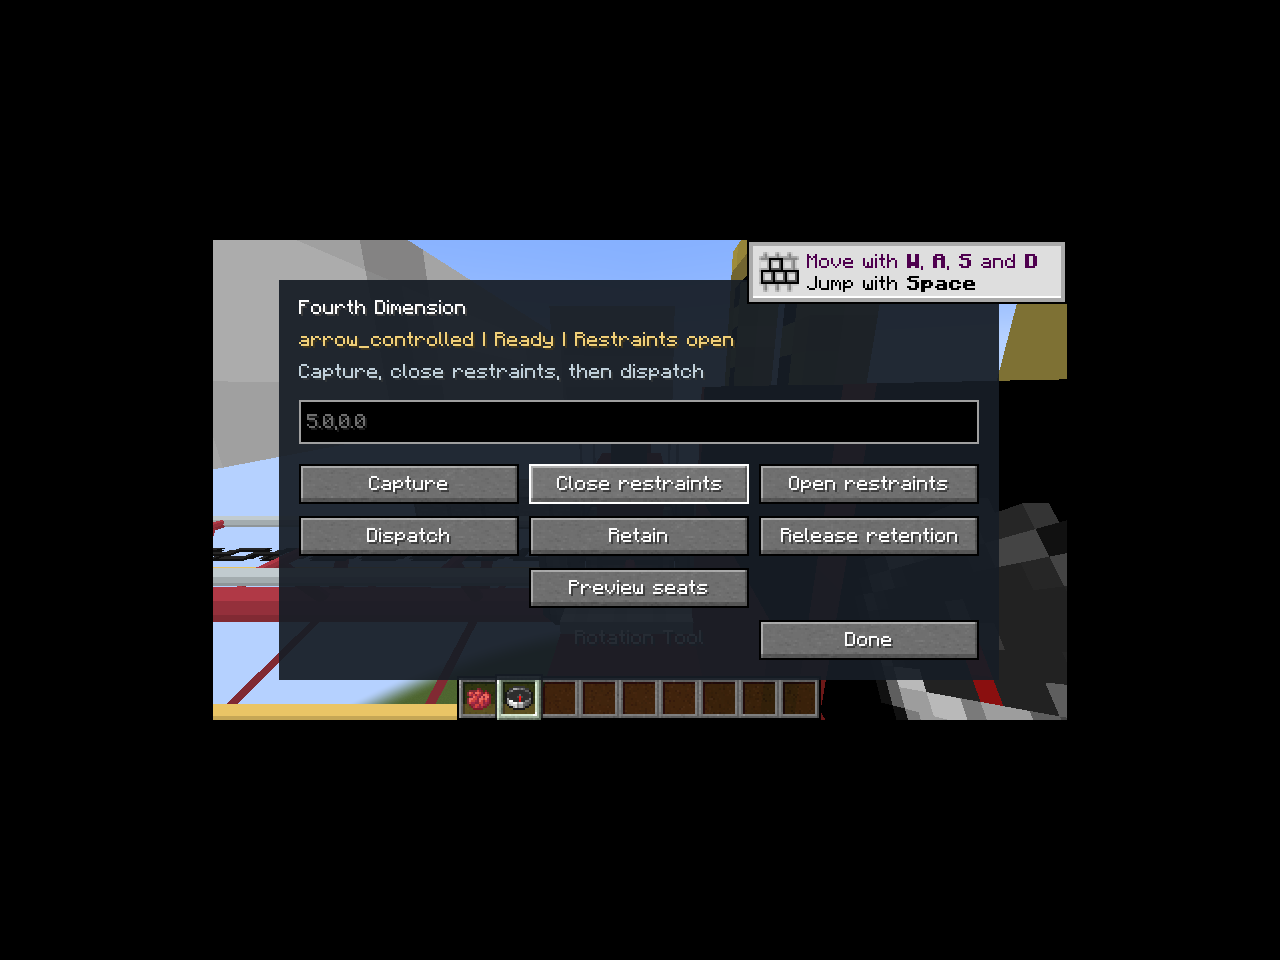 Move with W, A, S and D
Jump with Space
Fourth Dimension
arrow_controlled | Ready | Restraints open
Capture, close restraints, then dispatch
5.0,0.0
Capture
Close restraints
Open restraints
Dispatch
Retain
Release retention
Preview seats
Rotation Tool
Done